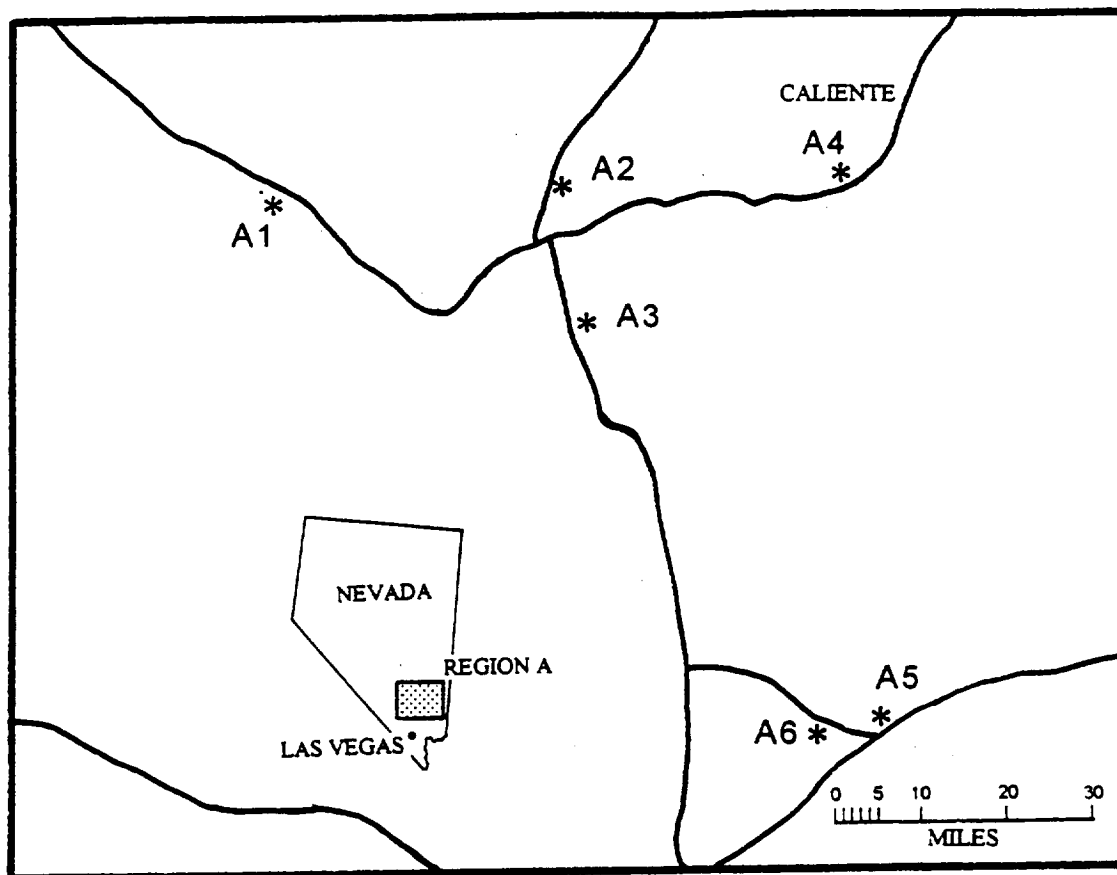 CALIENTE
A4
A2
A1
A3
NEVADA
REGION A
LAS VEGAS
A5
A6
0 5 10 20 30
MILES